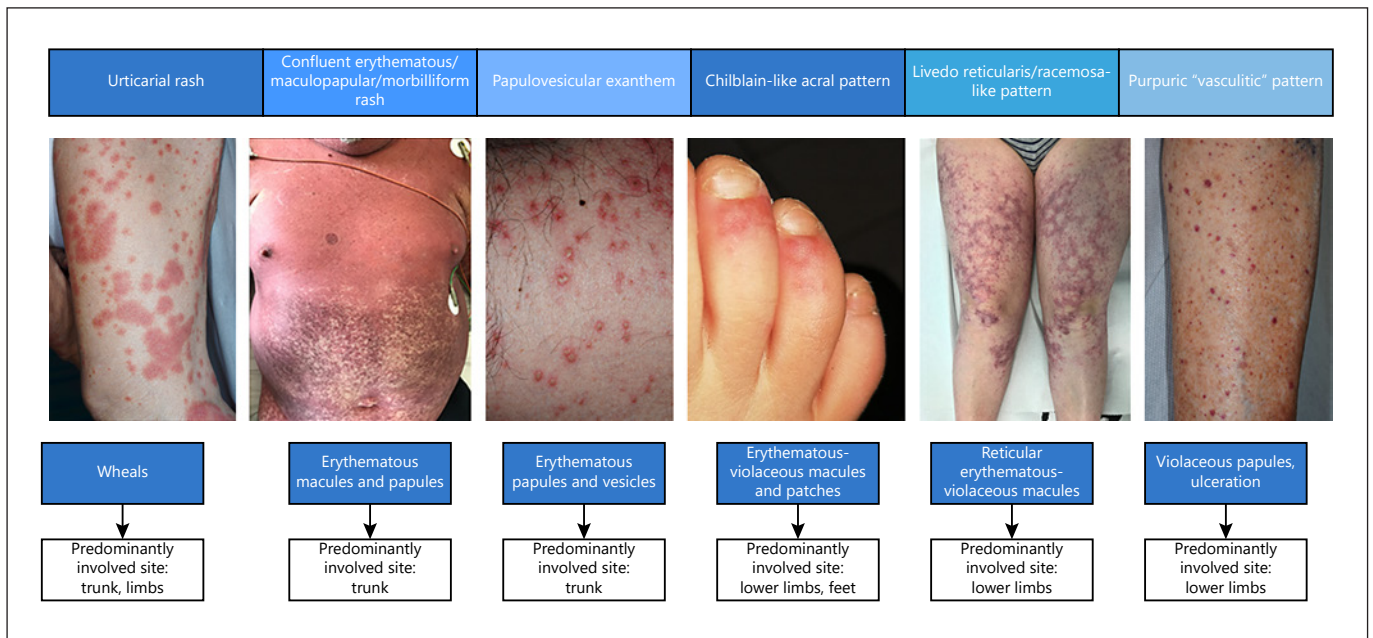 Urticarial rash
Confluent erythematous/
maculopapular/morbilliform
rash
Papulovesicular exanthem
Chilblain-like acral pattern
Livedo reticularis/racemosa-
like pattern
Purpuric “vasculitic” pattern
Wheals
Erythematous
macules and papules
Erythematous
papules and vesicles
Erythematous-
violaceous macules
and patches
Reticular
erythematous-
violaceous macules
Violaceous papules,
ulceration
Predominantly
involved site:
trunk, limbs
Predominantly
involved site:
trunk
Predominantly
involved site:
trunk
Predominantly
involved site:
lower limbs, feet
Predominantly
involved site:
lower limbs
Predominantly
involved site:
lower limbs